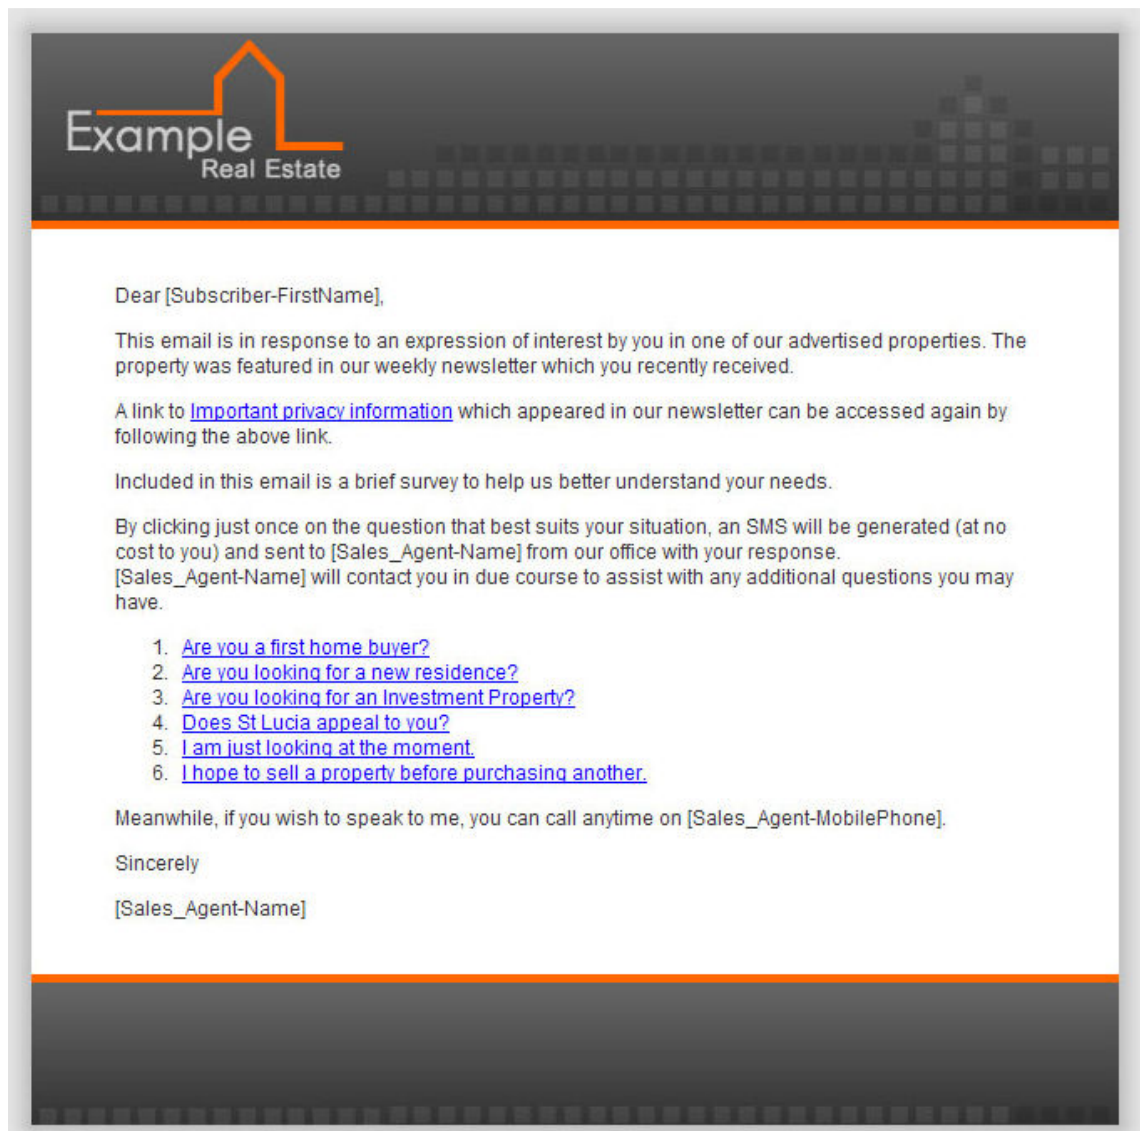 Example
Real Estate
Dear [Subscriber-FirstName],
This email is in response to an expression of interest by you in one of our advertised properties. The
property was featured in our weekly newsletter which you recently received.
A link to Important privacy information which appeared in our newsletter can be accessed again by
following the above link.
Included in this email is a brief survey to help us better understand your needs.
By clicking just once on the question that best suits your situation, an SMS will be generated (at no
cost to you) and sent to [Sales_Agent-Name] from our office with your response.
[Sales_Agent-Name] will contact you in due course to assist with any additional questions you may
have.
1. Are you a first home buyer?
2. Are you looking for a new residence?
3. Are you looking for an Investment Property?
4. Does St Lucia appeal to you?
5. I am just looking at the moment.
6. I hope to sell a property before purchasing another.
Meanwhile, if you wish to speak to me, you can call anytime on [Sales_Agent-MobilePhone].
Sincerely
[Sales_Agent-Name]